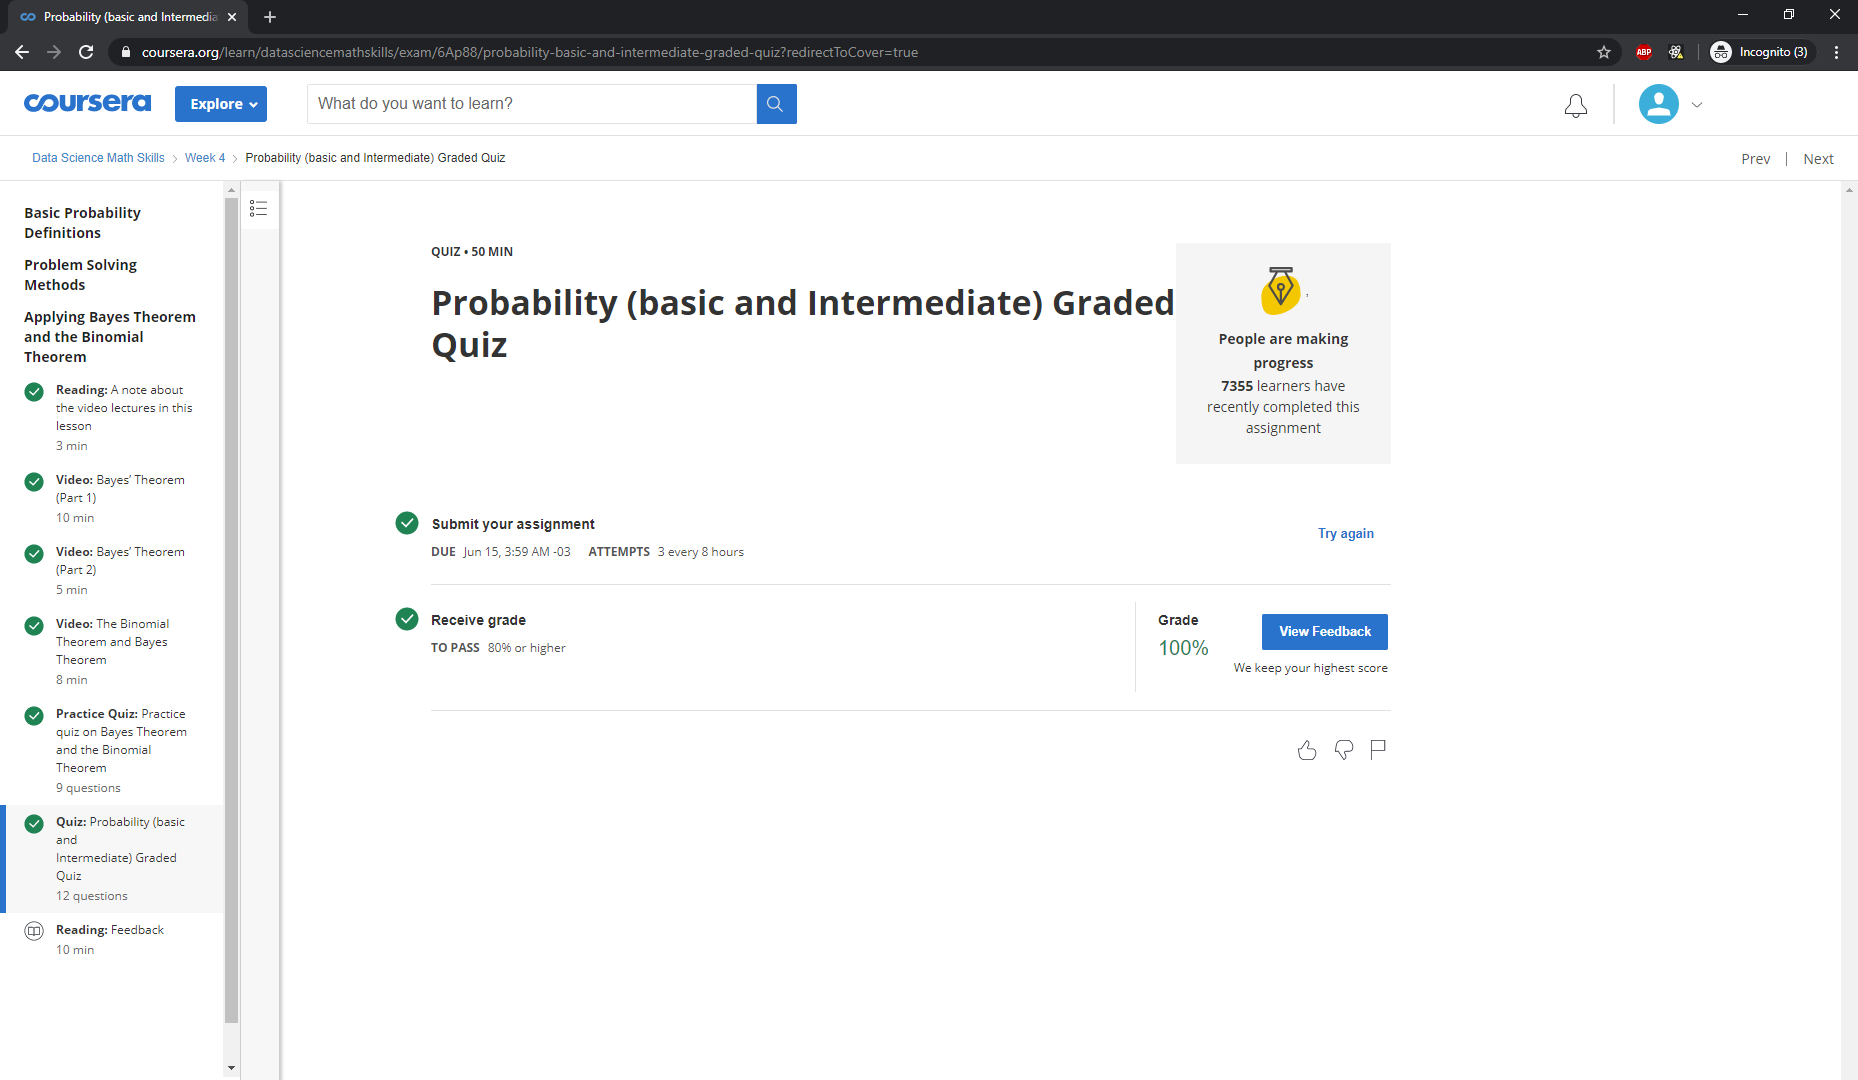 Probability (basic and Intermedia
coursera.org/learn/datasciencemathskills/exam/6Ap88/probability-basic-and-intermediate-graded-quiz?redirectToCover=true
ABP
Incognito (3)
coursera
Explore
What do you want to learn?
Data Science Math Skills
Week 4
Probability (basic and Intermediate) Graded Quiz
Prev | Next
Basic Probability
Definitions
Problem Solving
Methods
Applying Bayes Theorem
and the Binomial
Theorem
Reading: A note about
the video lectures in this
lesson
3 min
Video: Bayes’ Theorem
(Part 1)
10 min
Video: Bayes’ Theorem
(Part 2)
5 min
Video: The Binomial
Theorem and Bayes
Theorem
8 min
Practice Quiz: Practice
quiz on Bayes Theorem
and the Binomial
Theorem
9 questions
Quiz: Probability (basic
and
Intermediate) Graded
Quiz
12 questions
Reading: Feedback
10 min
QUIZ • 50 MIN
Probability (basic and Intermediate) Graded
Quiz
,
People are making
progress
7355 learners have
recently completed this
assignment
Submit your assignment
DUE Jun 15, 3:59 AM -03 ATTEMPTS 3 every 8 hours
Try again
Receive grade
TO PASS 80% or higher
Grade
100%
View Feedback
We keep your highest score